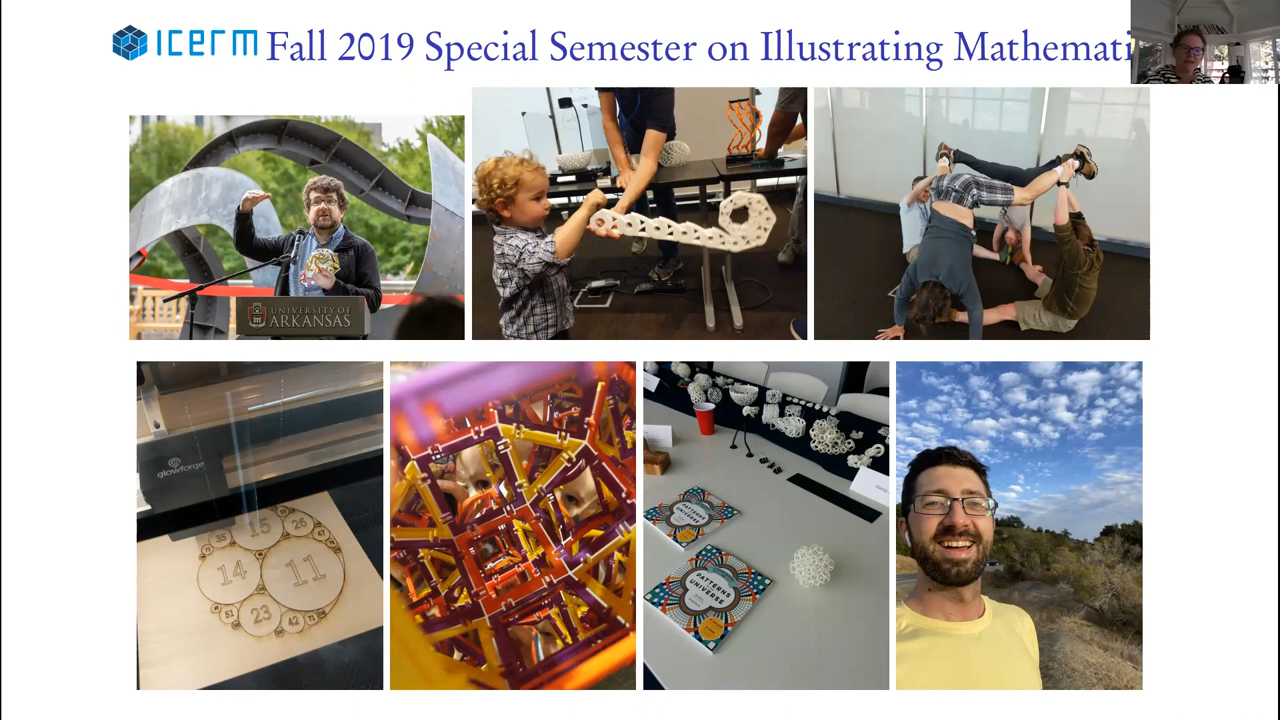 ICERM Fall 2019 Special Semester on Illustrating Mathemati
UNIVERSITY OF
ARKANSAS
glowforge
15
26
35
14
11
23
42
51
71
PATTERNS
UNIVERSE
PATTERNS
UNIVERSE